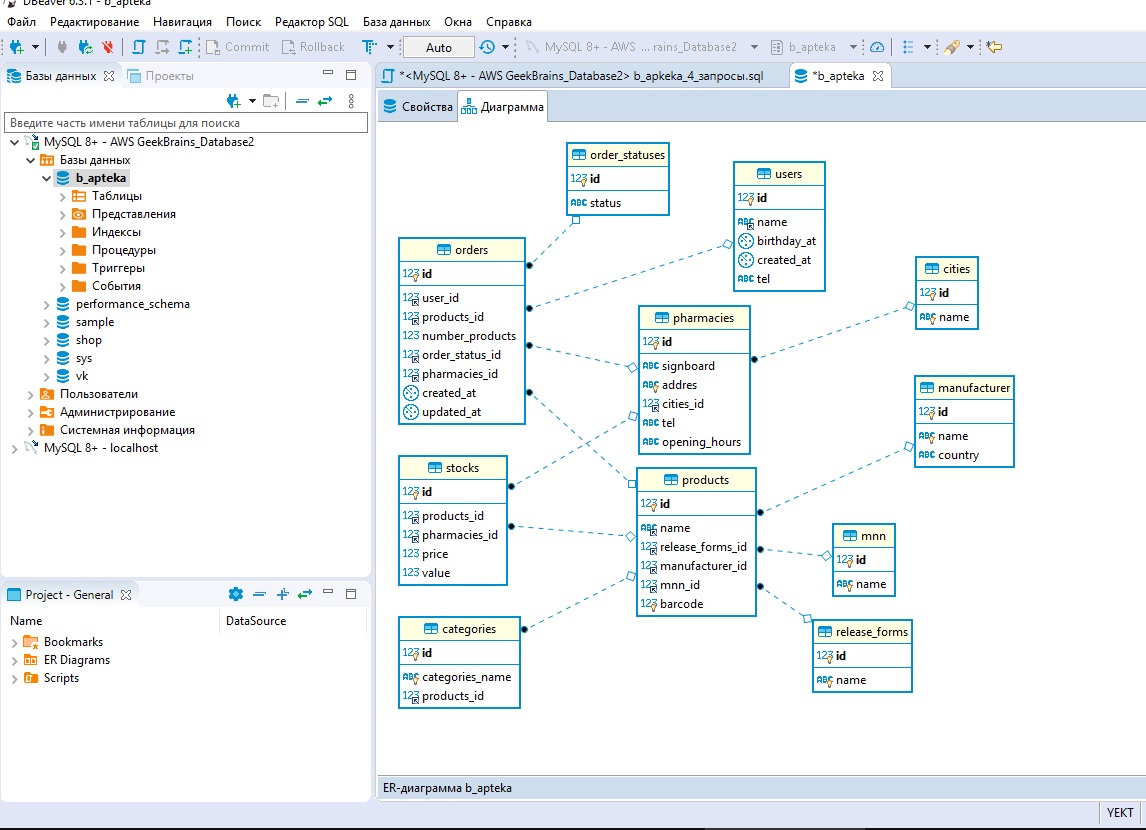 DBeaver 6.3.1 - b_apteka
Файл Редактирование Навигация Поиск Редактор SQL База данных Окна Справка
Commit Rollback Auto MySQL 8+ - AWS ... rains_Database2 b_apteka
Базы данных Проекты
Введите часть имени таблицы для поиска
MySQL 8+ - AWS GeekBrains_Database2
Базы данных
b_apteka
Таблицы
Представления
Индексы
Процедуры
Триггеры
События
performance_schema
sample
shop
sys
vk
Пользователи
Администрирование
Системная информация
MySQL 8+ - localhost
Project - General
Name DataSource
Bookmarks
ER Diagrams
Scripts
*<MySQL 8+ - AWS GeekBrains_Database2> b_apkeka_4_запросы.sql
*b_apteka
Свойства Диаграмма
order_statuses
123 id
ABC status
users
123 id
ABC name
birthday_at
created_at
ABC tel
orders
123 id
123 user_id
123 products_id
123 number_products
123 order_status_id
123 pharmacies_id
created_at
updated_at
pharmacies
123 id
ABC signboard
ABC addres
123 cities_id
ABC tel
ABC opening_hours
cities
123 id
ABC name
manufacturer
123 id
ABC name
ABC country
stocks
123 id
123 products_id
123 pharmacies_id
123 price
123 value
products
123 id
ABC name
123 release_forms_id
123 manufacturer_id
123 mnn_id
123 barcode
mnn
123 id
ABC name
categories
123 id
ABC categories_name
123 products_id
release_forms
123 id
ABC name
ER-диаграмма b_apteka
YEKT